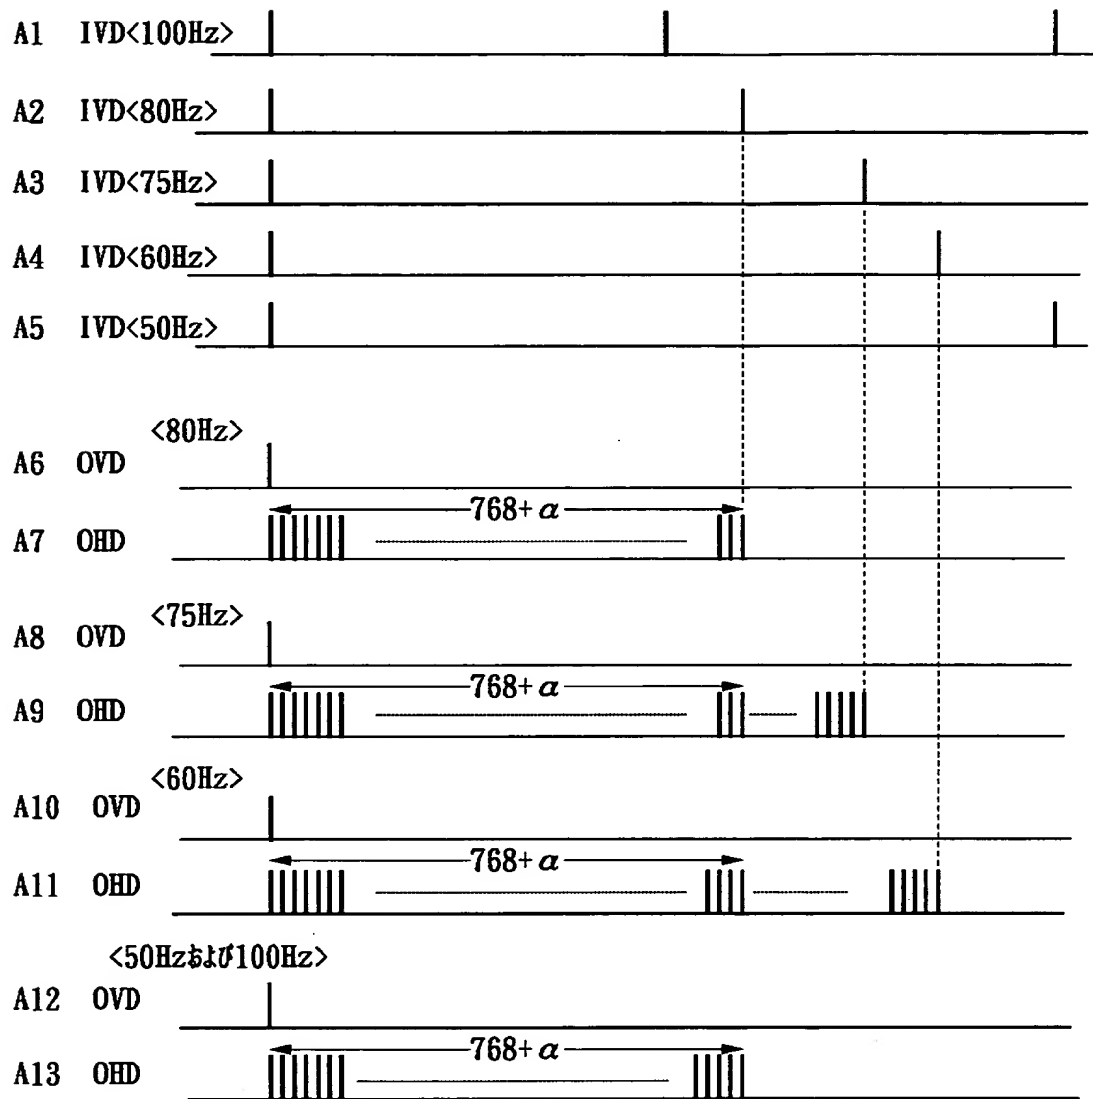 A1 IVD<100Hz>
A2 IVD<80Hz>
A3 IVD<75Hz>
A4 IVD<60Hz>
A5 IVD<50Hz>
<80Hz>
A6 OVD
768+α
A7 OHD
<75Hz>
A8 OVD
768+α
A9 OHD
<60Hz>
A10 OVD
768+α
A11 OHD
<50Hzおよび100Hz>
A12 OVD
768+α
A13 OHD